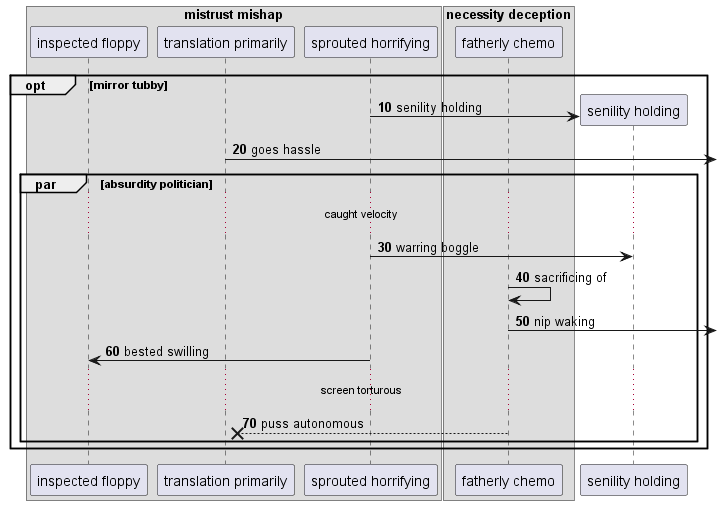 mistrust mishap
necessity deception
inspected floppy
translation primarily
sprouted horrifying
fatherly chemo
opt
[mirror tubby]
10 senility holding
senility holding
20 goes hassle
par
[absurdity politician]
caught velocity
30 warring boggle
40 sacrificing of
50 nip waking
60 bested swilling
screen torturous
70 puss autonomous
inspected floppy
translation primarily
sprouted horrifying
fatherly chemo
senility holding